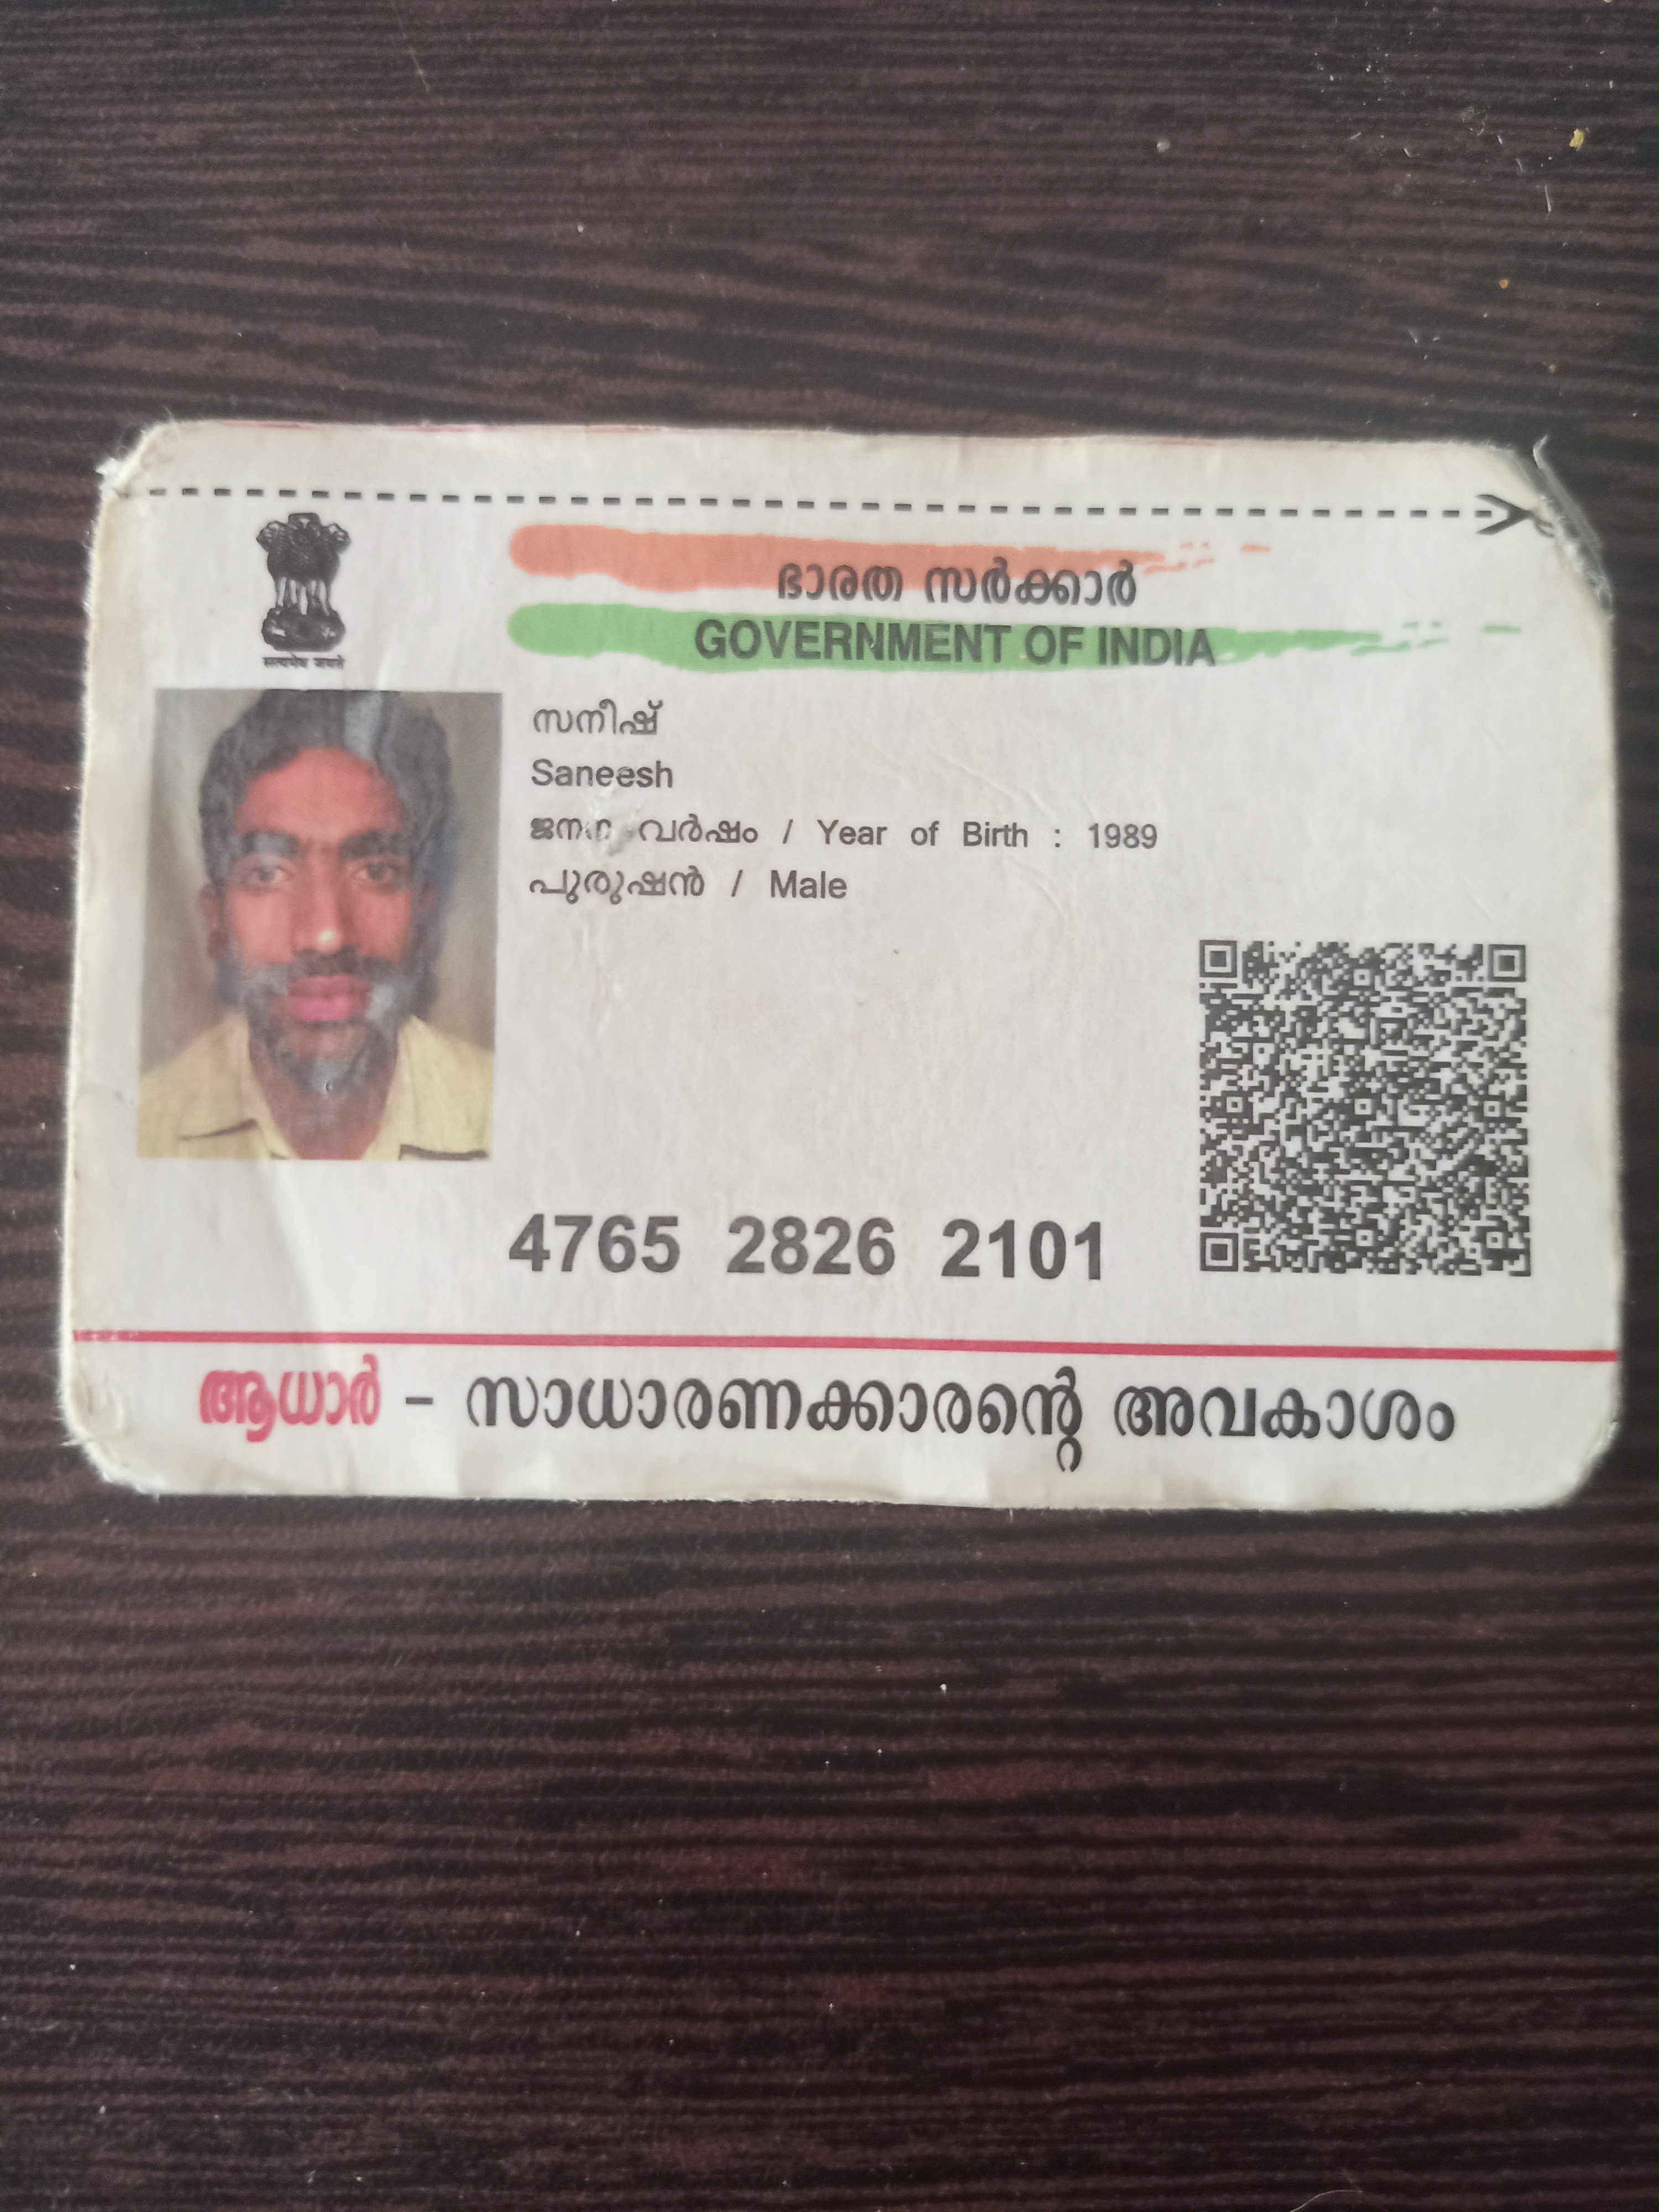 सत्यमेव जयते
ഭാരത സർക്കാർ
GOVERNMENT OF INDIA
സനീഷ്
Saneesh
വർഷം / Year of Birth : 1989
പുരുഷൻ / Male
4765 2826 2101
ആധാർ - സാധാരണക്കാരന്റെ അവകാശം